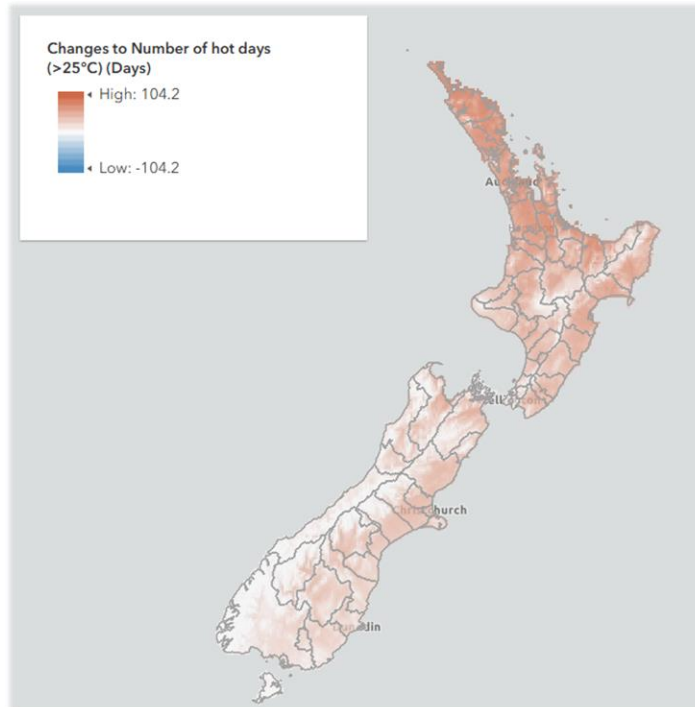 Changes to Number of hot days
(>25°C) (Days)
High: 104.2
Low: -104.2
Christchurch